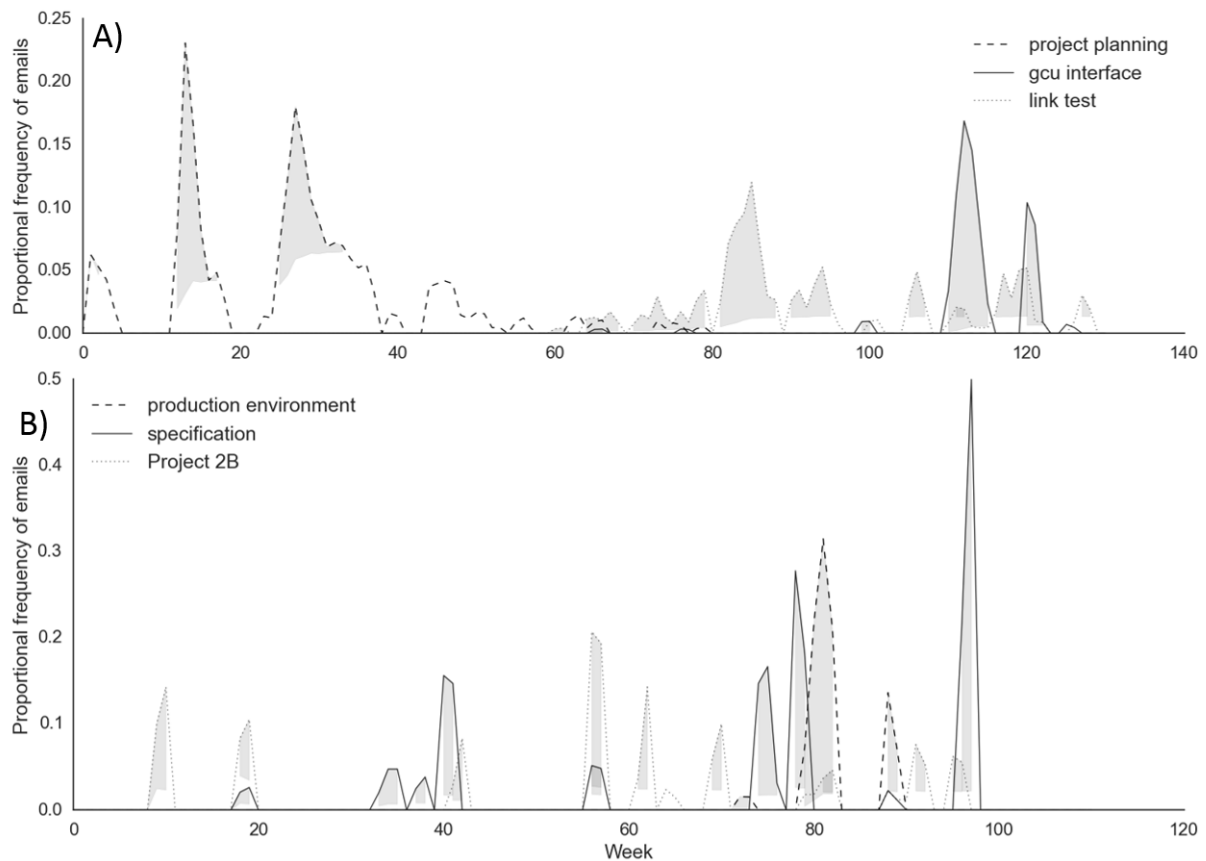 A)
Proportional frequency of emails
0.25
0.20
0.15
0.10
0.05
0.00
project planning
gcu interface
link test
0 20 40 60 80 100 120 140
B)
Proportional frequency of emails
0.5
0.4
0.3
0.2
0.1
0.0
production environment
specification
Project 2B
0 20 40 60 80 100 120
Week